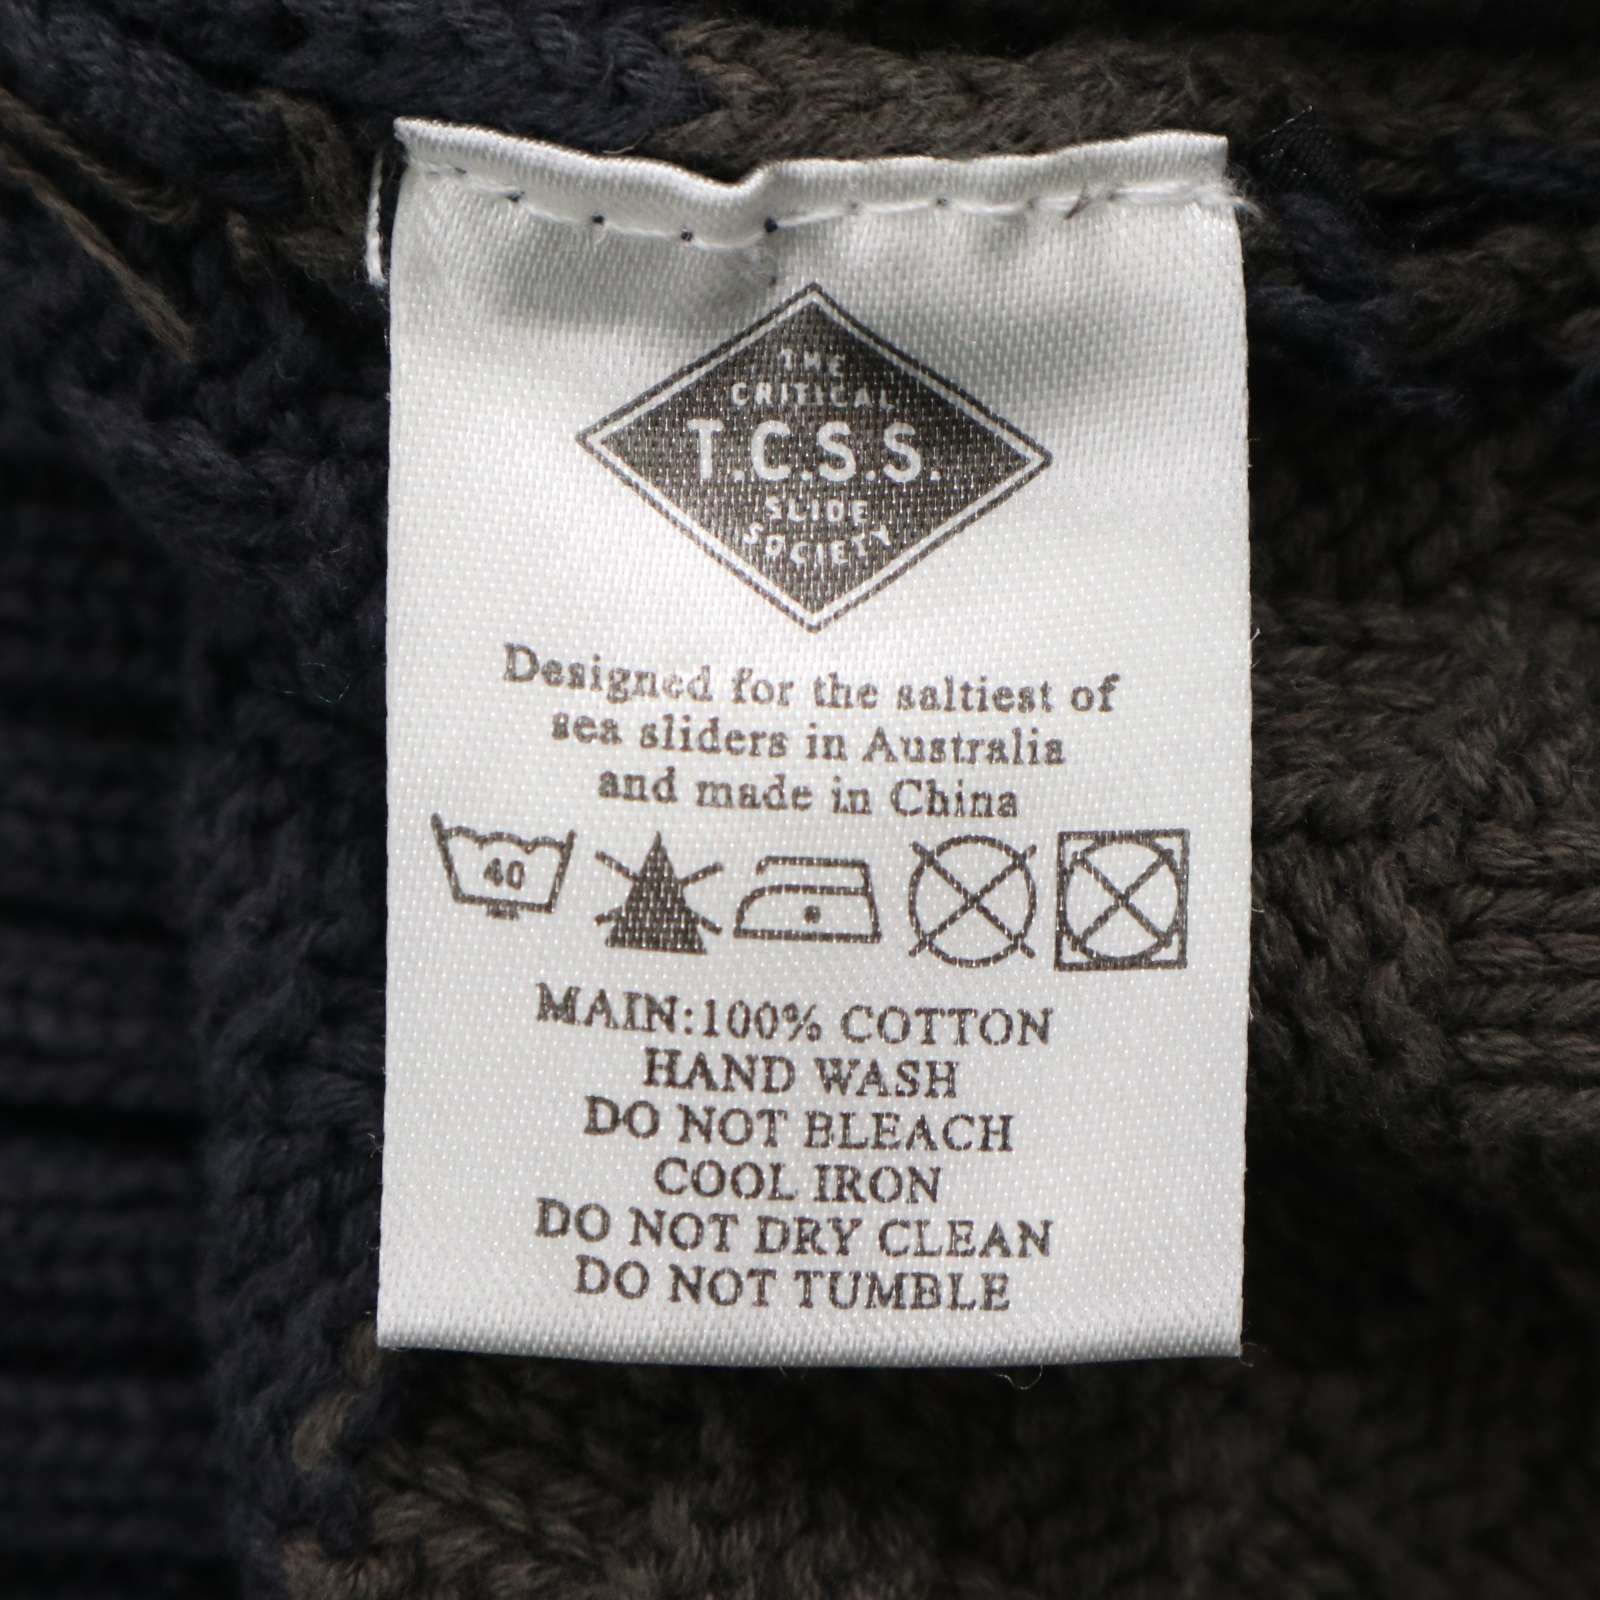 THE
CRITICAL
T.C.S.S.
SLIDE
SOCIETY
Designed for the saltiest of
sea sliders in Australia
and made in China
40
MAIN:100% COTTON
HAND WASH
DO NOT BLEACH
COOL IRON
DO NOT DRY CLEAN
DO NOT TUMBLE